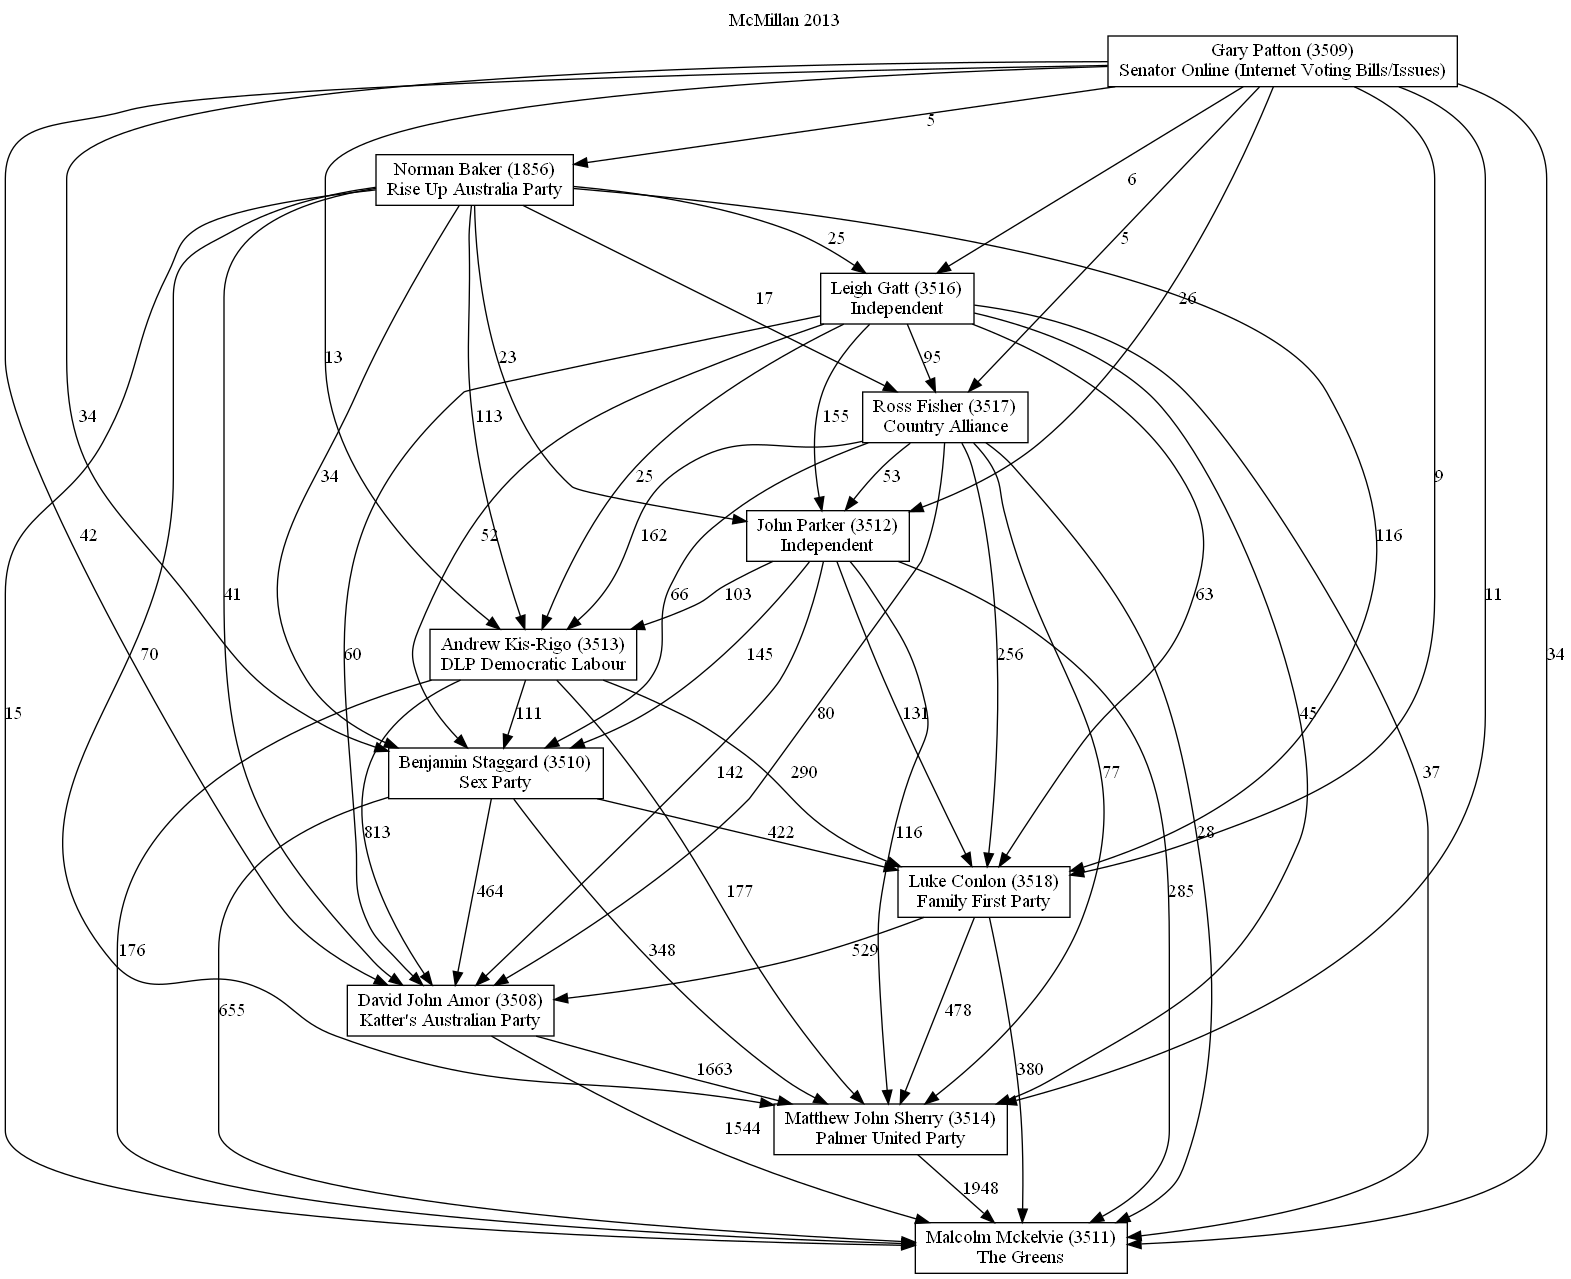 McMillan 2013
Gary Patton (3509)
Senator Online (Internet Voting Bills/Issues)
5
Norman Baker (1856)
Rise Up Australia Party
6
25
5
Leigh Gatt (3516)
Independent
17
26
13
23
95
Ross Fisher (3517)
Country Alliance
34
113
155
34
25
53
9
John Parker (3512)
Independent
42
52
162
116
41
66
103
63
11
Andrew Kis-Rigo (3513)
DLP Democratic Labour
70
60
145
256
34
15
111
80
131
45
Benjamin Staggard (3510)
Sex Party
290
142
77
37
813
422
116
28
Luke Conlon (3518)
Family First Party
464
177
285
176
348
529
David John Amor (3508)
Katter's Australian Party
655
478
1663
380
Matthew John Sherry (3514)
Palmer United Party
1544
1948
Malcolm Mckelvie (3511)
The Greens